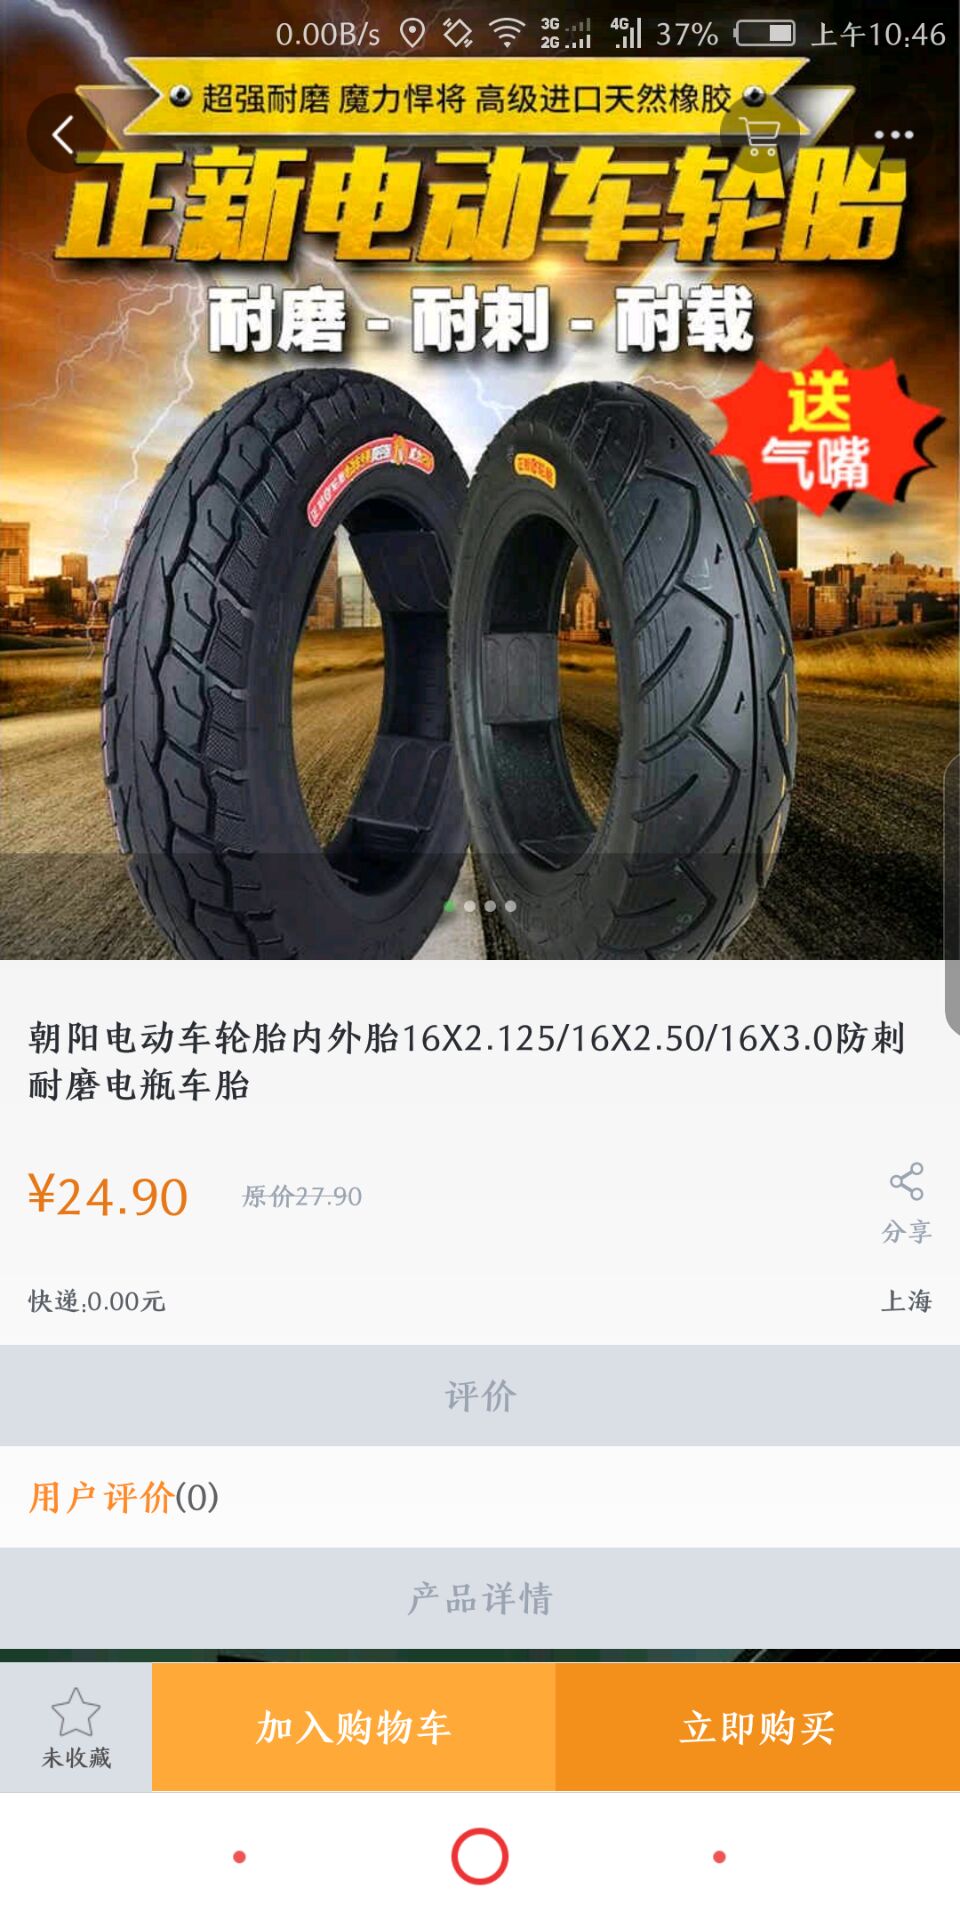 0.00B/s 3G 2G 4G 37% 上午10:46
超强耐磨 魔力悍将 高级进口天然橡胶
正新电动车轮胎
耐磨-耐刺-耐载
送
气嘴
朝阳电动车轮胎内外胎16X2.125/16X2.50/16X3.0防刺
耐磨电瓶车胎
¥24.90 原价27.90
分享
快递:0.00元 上海
评价
用户评价(0)
产品详情
未收藏 加入购物车 立即购买